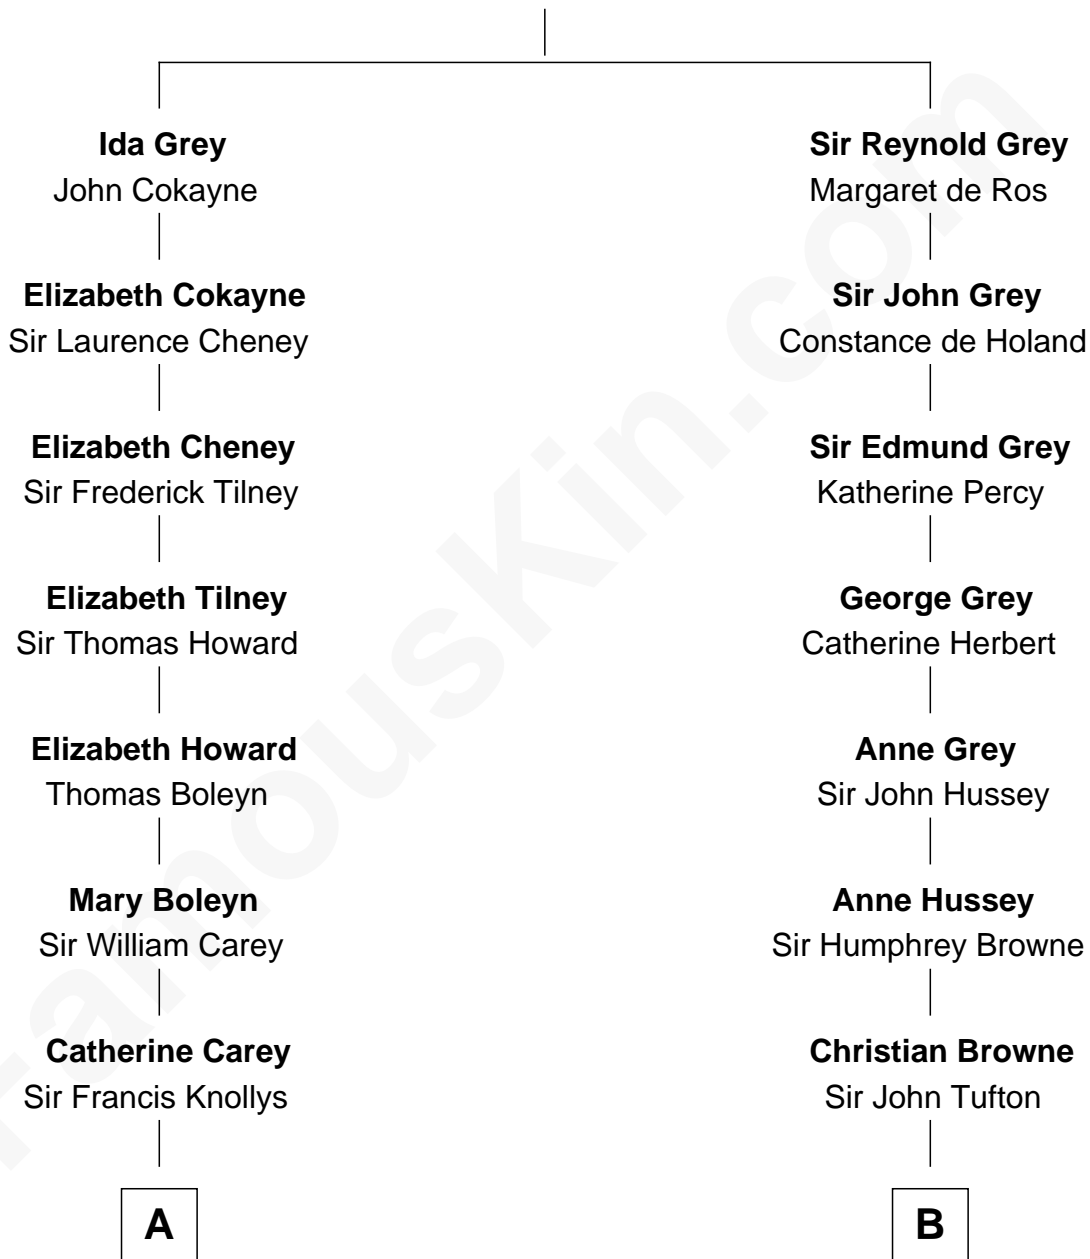 Ida Grey
John Cokayne
Sir Reynold Grey
Margaret de Ros
Elizabeth Cokayne
Sir Laurence Cheney
Sir John Grey
Constance de Holand
Elizabeth Cheney
Sir Frederick Tilney
Sir Edmund Grey
Katherine Percy
Elizabeth Tilney
Sir Thomas Howard
George Grey
Catherine Herbert
Elizabeth Howard
Thomas Boleyn
Anne Grey
Sir John Hussey
Mary Boleyn
Sir William Carey
Anne Hussey
Sir Humphrey Browne
Catherine Carey
Sir Francis Knollys
Christian Browne
Sir John Tufton
A
B
FamousKin.com